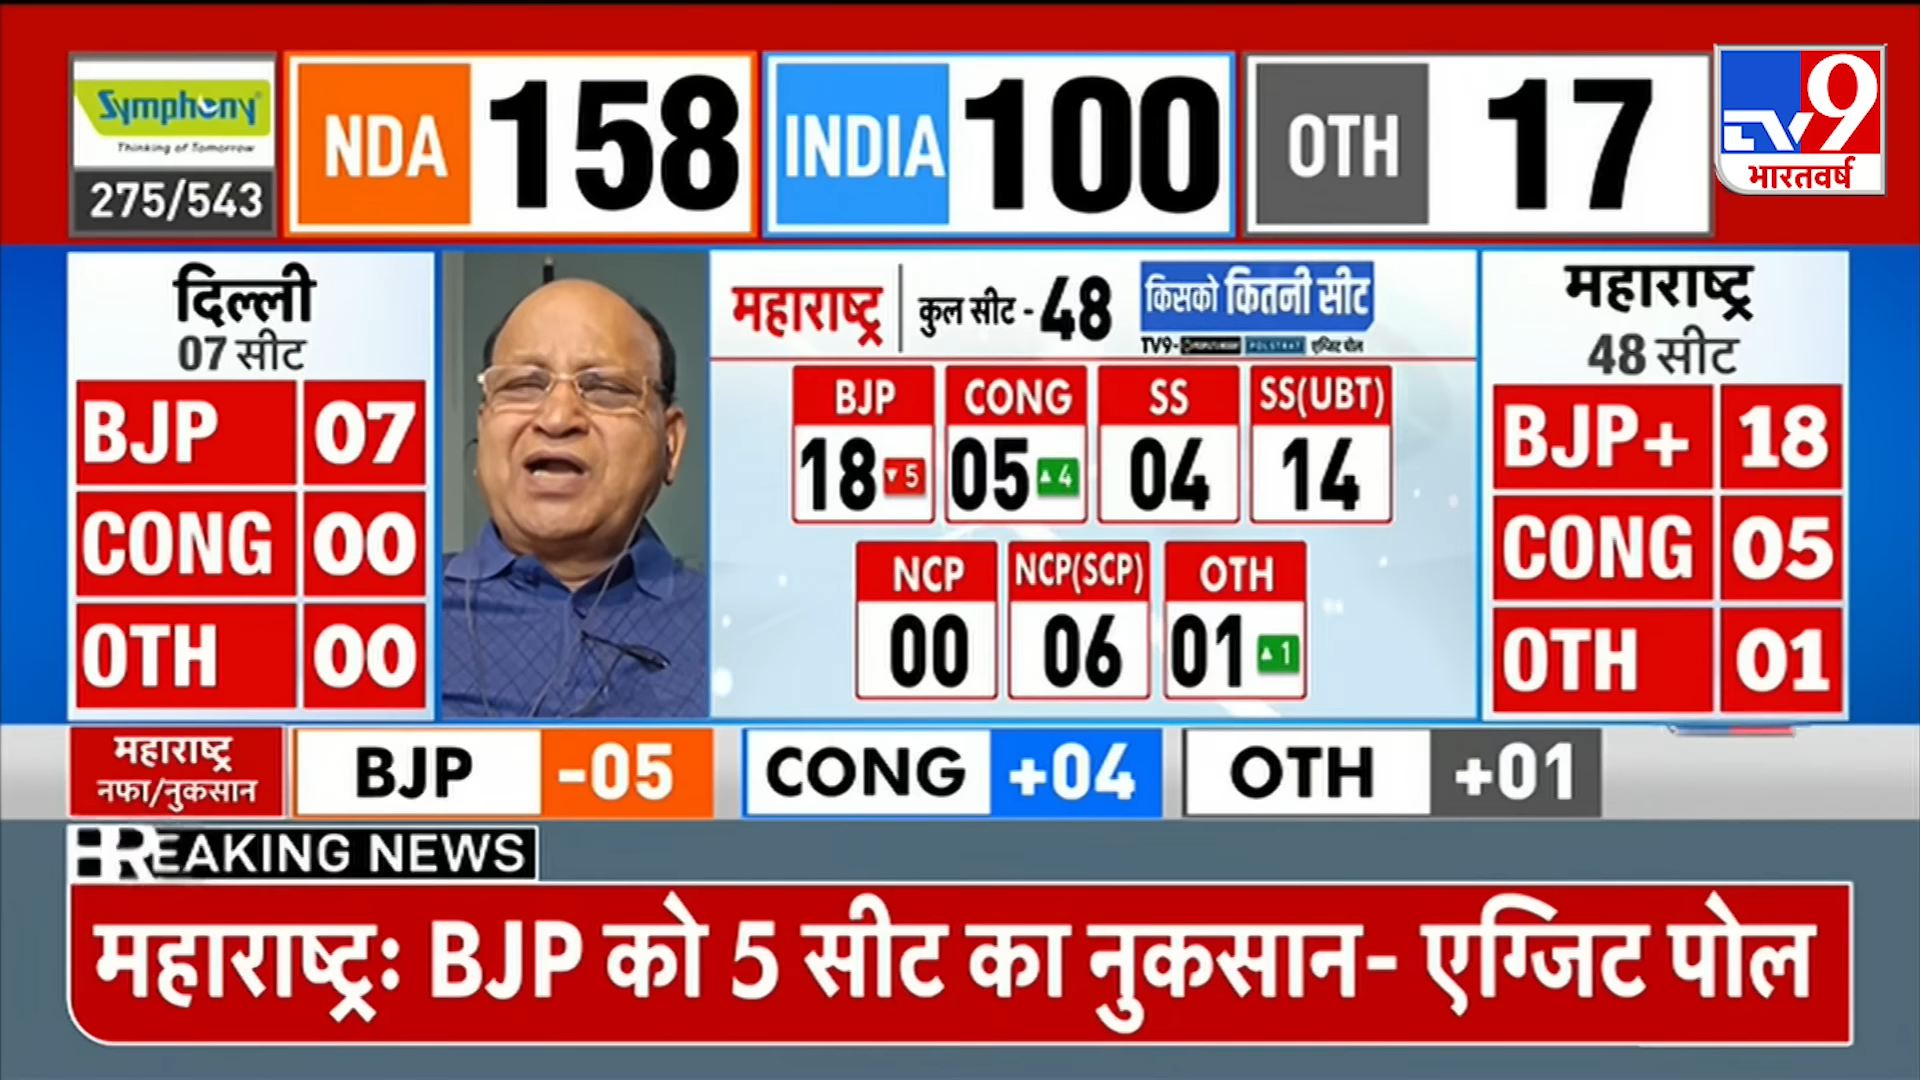 Symphony
Thinking of Tomorrow
275/543
NDA 158
INDIA 100
OTH 17
TV9
भारतवर्ष
दिल्ली
07 सीट
BJP 07
CONG 00
OTH 00
महाराष्ट्र कुल सीट - 48 किसको कितनी सीट
TV9- POLSTRAT एग्जिट पोल
BJP CONG SS SS(UBT)
18 ▼5 05 ▲4 04 14
NCP NCP(SCP) OTH
00 06 01 ▲1
महाराष्ट्र
48 सीट
BJP+ 18
CONG 05
OTH 01
महाराष्ट्र
नफा/नुकसान
BJP -05
CONG +04
OTH +01
BREAKING NEWS
महाराष्ट्र: BJP को 5 सीट का नुकसान- एग्जिट पोल